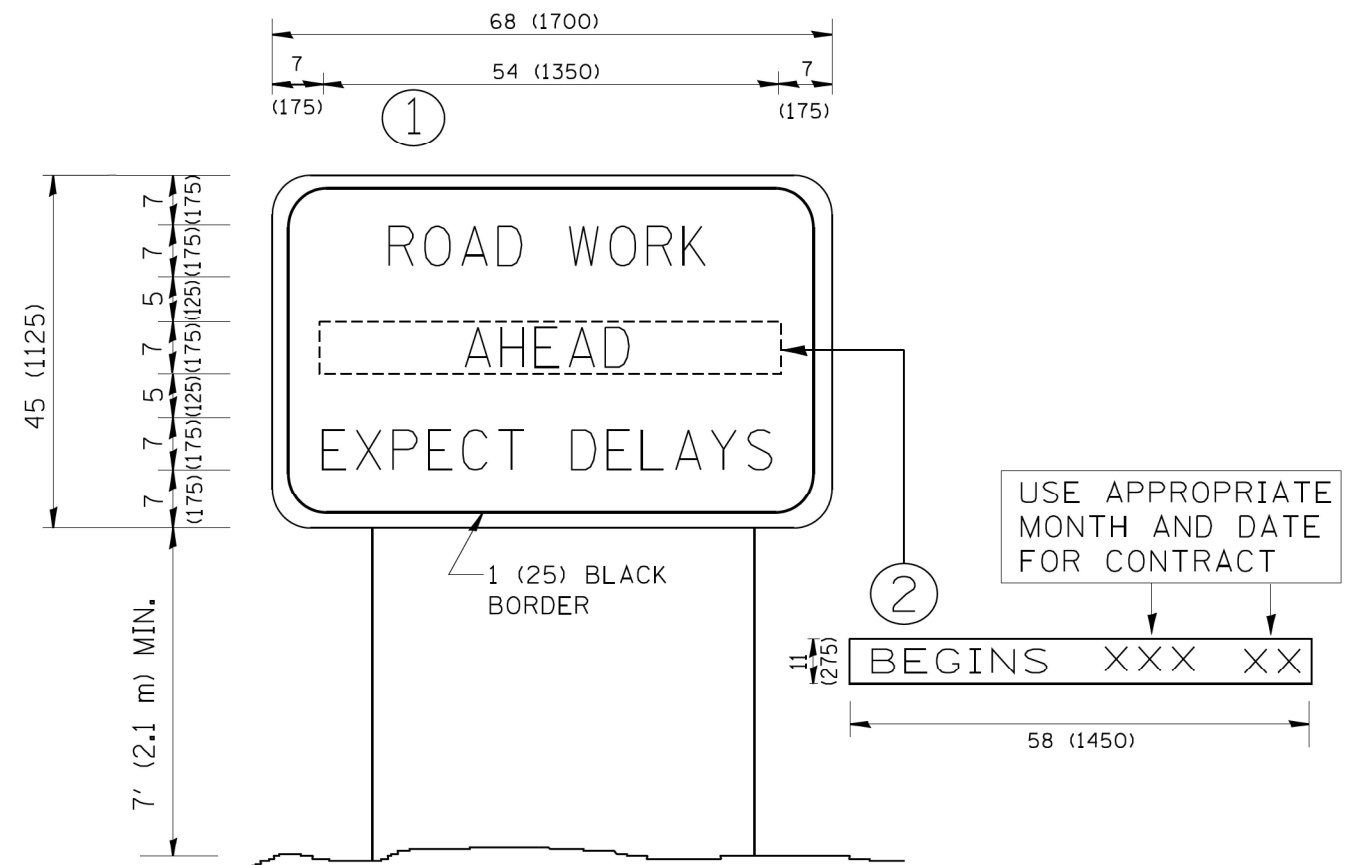 68 (1700)
7
54 (1350)
7
(175)
(175)
1
45 (1125)
7
(175)
7
(175)
5
(125)
7
(175)
5
(125)
7
(175)
7
(175)
ROAD WORK
AHEAD
EXPECT DELAYS
1 (25) BLACK
BORDER
7' (2.1 m) MIN.
2
USE APPROPRIATE
MONTH AND DATE
FOR CONTRACT
11
(275)
BEGINS XXX XX
58 (1450)